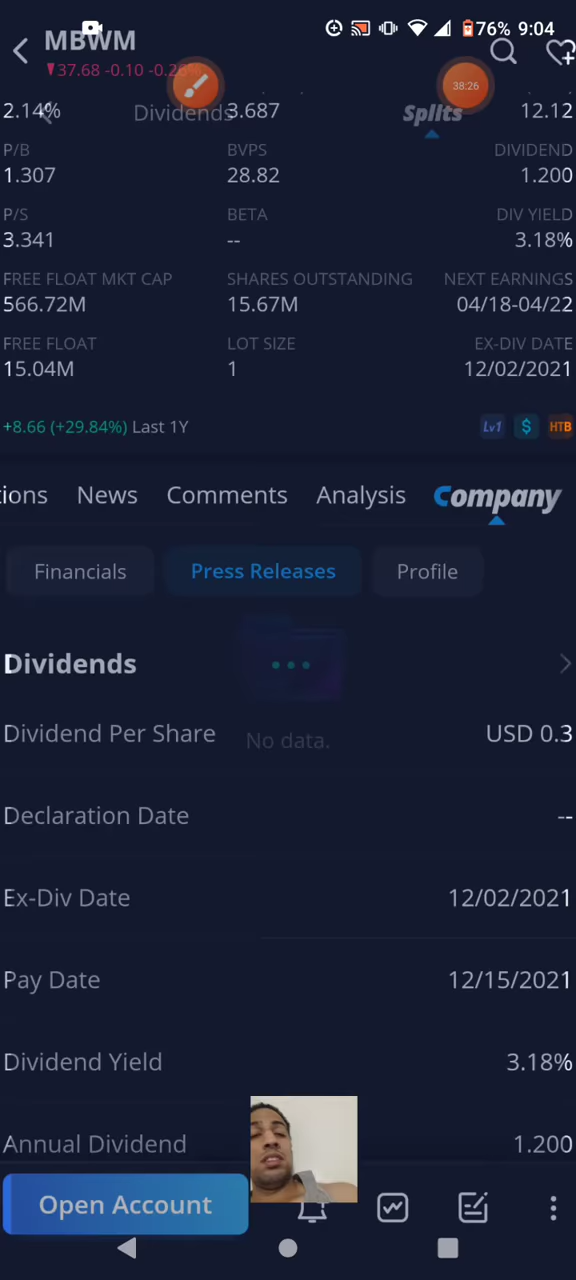 76% 9:04
MBWM
37.68 -0.10 -0.26%
38:26
Dividends
Splits
2.14% 3.687 12.12
P/B BVPS DIVIDEND
1.307 28.82 1.200
P/S BETA DIV YIELD
3.341 -- 3.18%
FREE FLOAT MKT CAP SHARES OUTSTANDING NEXT EARNINGS
566.72M 15.67M 04/18-04/22
FREE FLOAT LOT SIZE EX-DIV DATE
15.04M 1 12/02/2021
+8.66 (+29.84%) Last 1Y Lv1 $ HTB
tions News Comments Analysis Company
Financials Press Releases Profile
Dividends
Dividend Per Share USD 0.3
No data.
Declaration Date --
Ex-Div Date 12/02/2021
Pay Date 12/15/2021
Dividend Yield 3.18%
Annual Dividend 1.200
Open Account